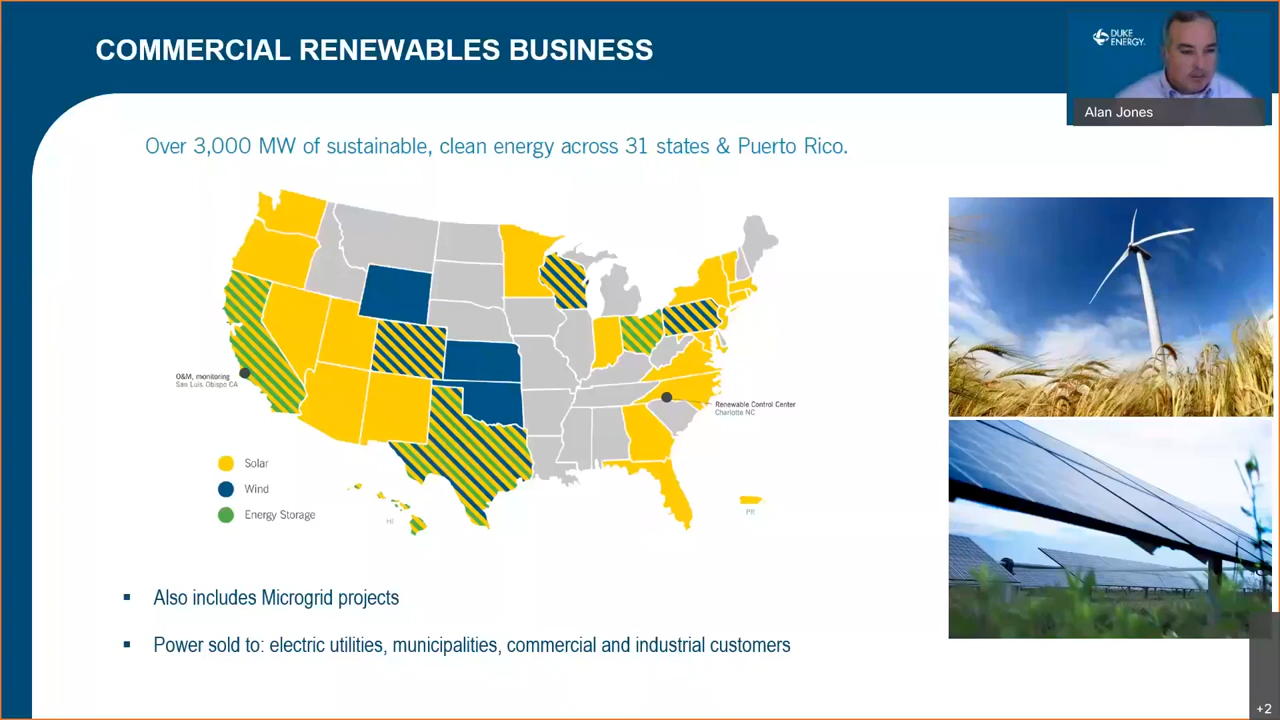 COMMERCIAL RENEWABLES BUSINESS
DUKE
ENERGY.
Alan Jones
Over 3,000 MW of sustainable, clean energy across 31 states & Puerto Rico.
O&M, monitoring
San Luis Obispo CA
Renewable Control Center
Charlotte NC
Solar
Wind
Energy Storage
HI
PR
▪ Also includes Microgrid projects
▪ Power sold to: electric utilities, municipalities, commercial and industrial customers
+2